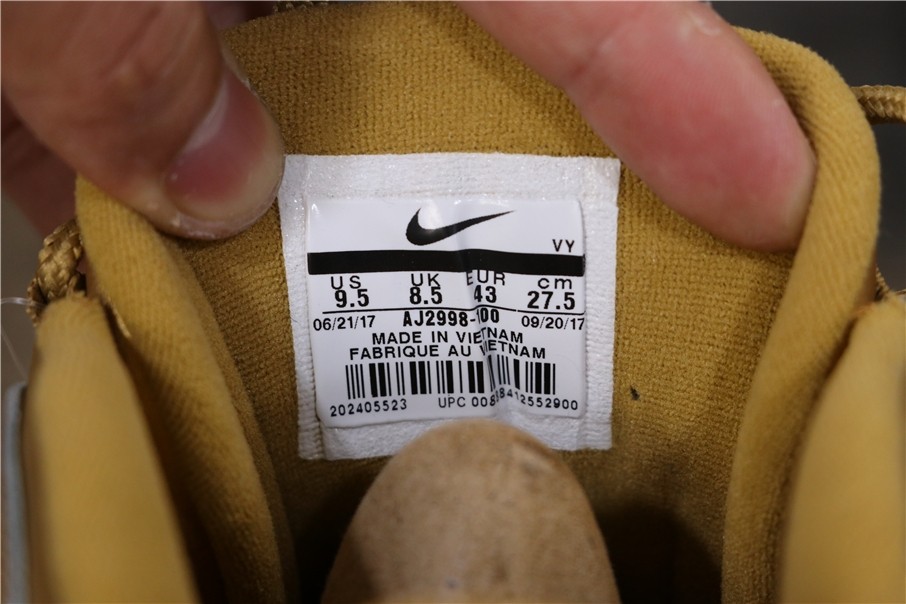 VY
US UK EUR cm
9.5 8.5 43 27.5
06/21/17 AJ2998-100 09/20/17
MADE IN VIETNAM
FABRIQUE AU VIETNAM
202405523 UPC